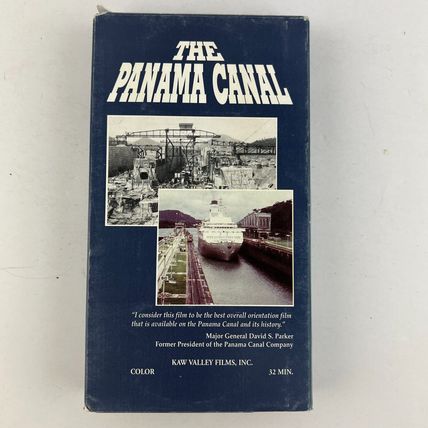 THE
PANAMA CANAL
"I consider this film to be the best overall orientation film
that is available on the Panama Canal and its history."
Major General David S. Parker
Former President of the Panama Canal Company
KAW VALLEY FILMS, INC.
COLOR 32 MIN.